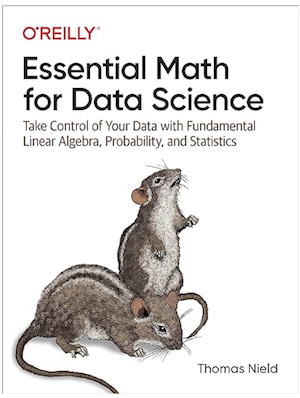 O'REILLY®
Essential Math
for Data Science
Take Control of Your Data with Fundamental
Linear Algebra, Probability, and Statistics
Thomas Nield